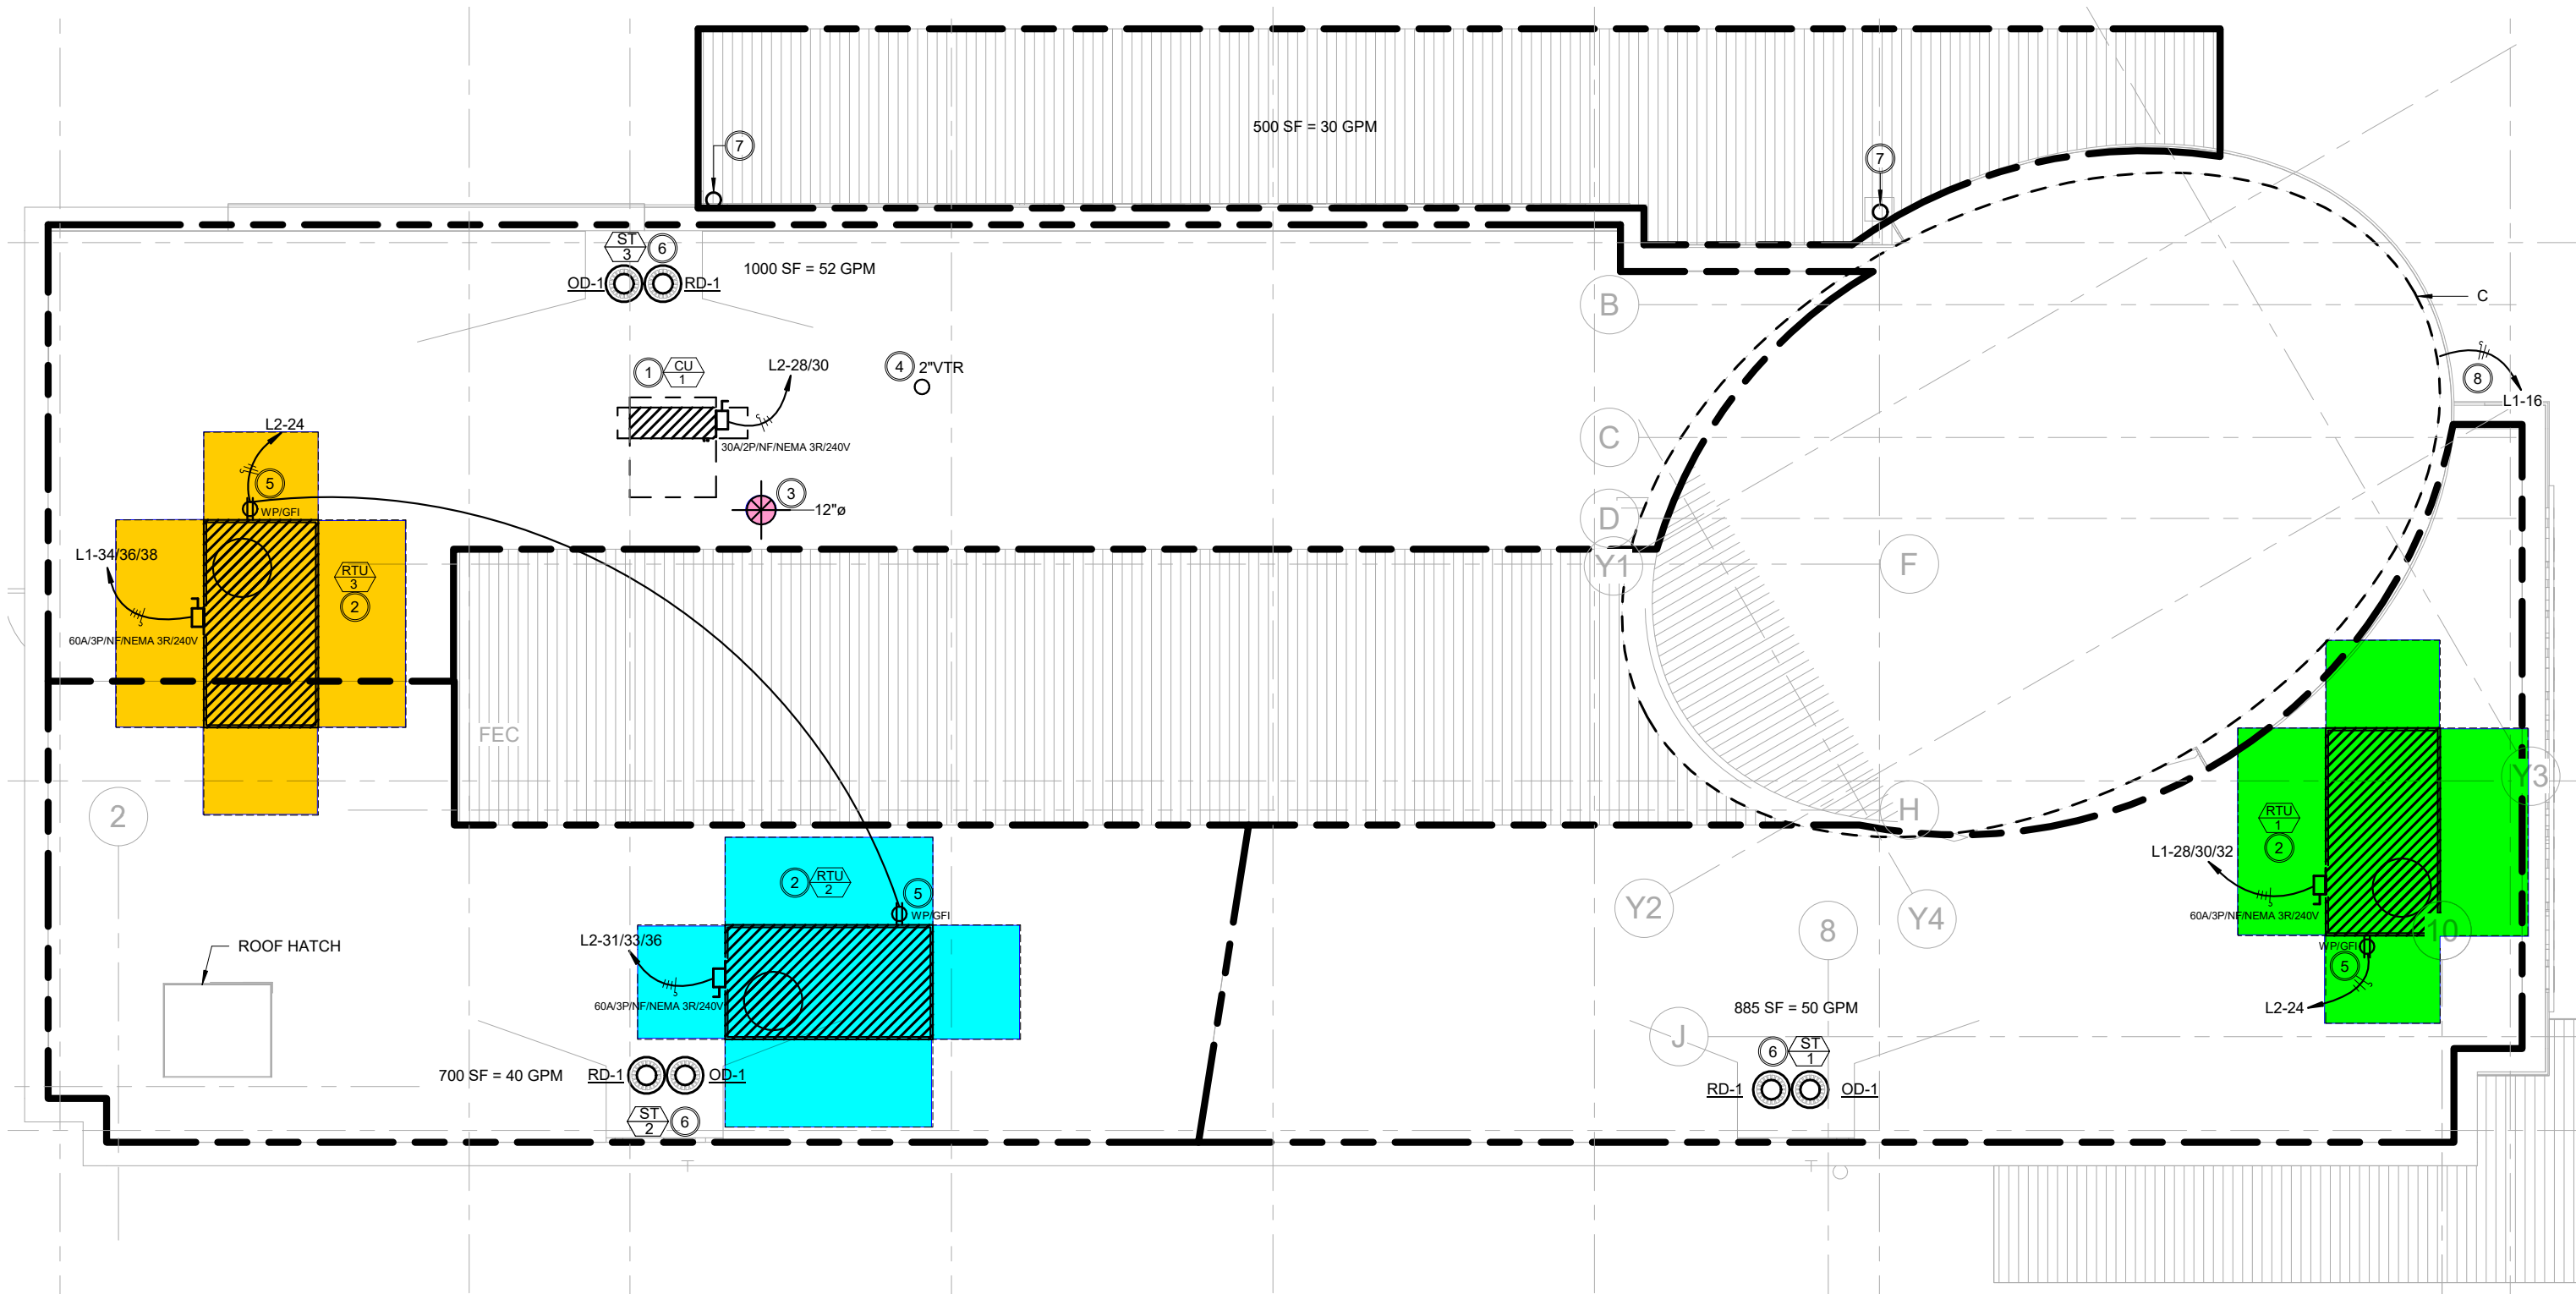 500 SF = 30 GPM
7
7
ST
3
6
1000 SF = 52 GPM
OD-1
RD-1
B
C
1
CU
1
L2-28/30
4
2"VTR
8
L1-16
30A/2P/NF/NEMA 3R/240V
L2-24
5
WP/GFI
C
3
12"ø
D
L1-34/36/38
RTU
3
2
60A/3P/NF/NEMA 3R/240V
Y1
F
FEC
2
H
Y3
RTU
1
2
L1-28/30/32
60A/3P/NF/NEMA 3R/240V
2
RTU
2
5
WP/GFI
Y2
8
Y4
10
ROOF HATCH
L2-31/33/36
60A/3P/NF/NEMA 3R/240V
WP/GFI
5
L2-24
885 SF = 50 GPM
J
6
ST
1
700 SF = 40 GPM
RD-1
OD-1
RD-1
OD-1
ST
2
6